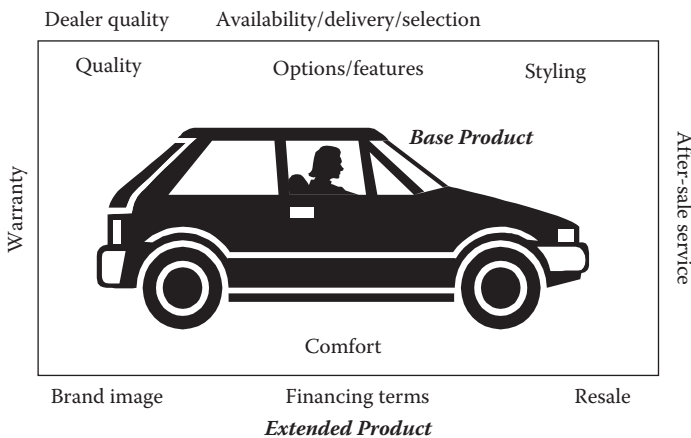 Dealer quality Availability/delivery/selection
Quality Options/features Styling
Base Product
Warranty
After-sale service
Comfort
Brand image Financing terms Resale
Extended Product